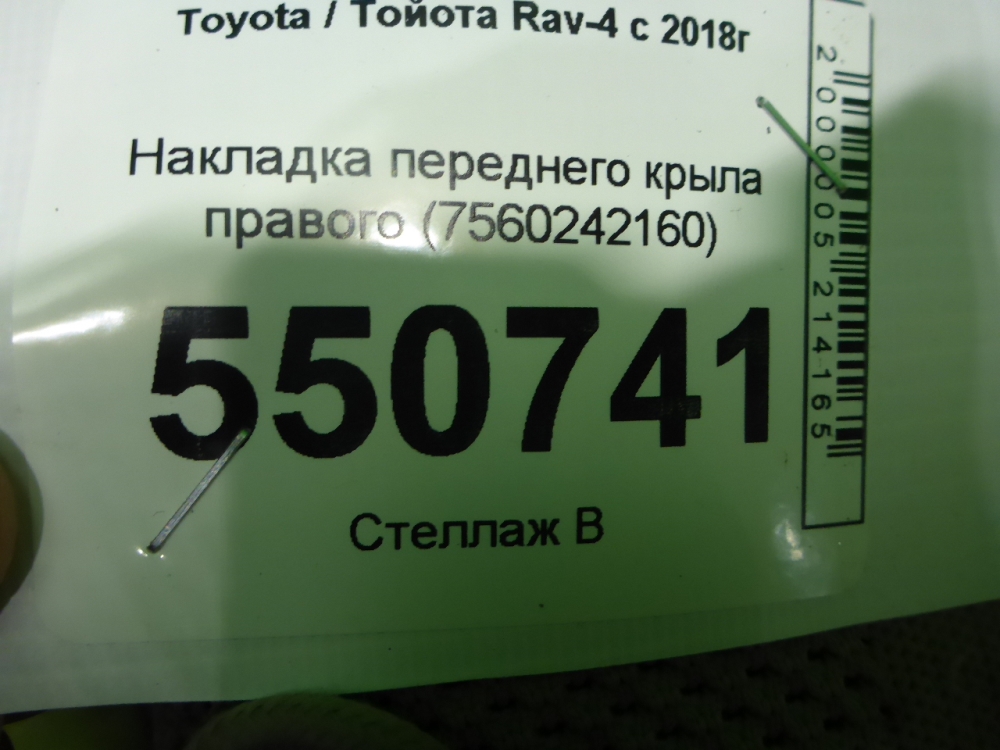 Toyota / Тойота Rav-4 с 2018г
Накладка переднего крыла
правого (7560242160)
550741
Стеллаж В
2000005214165